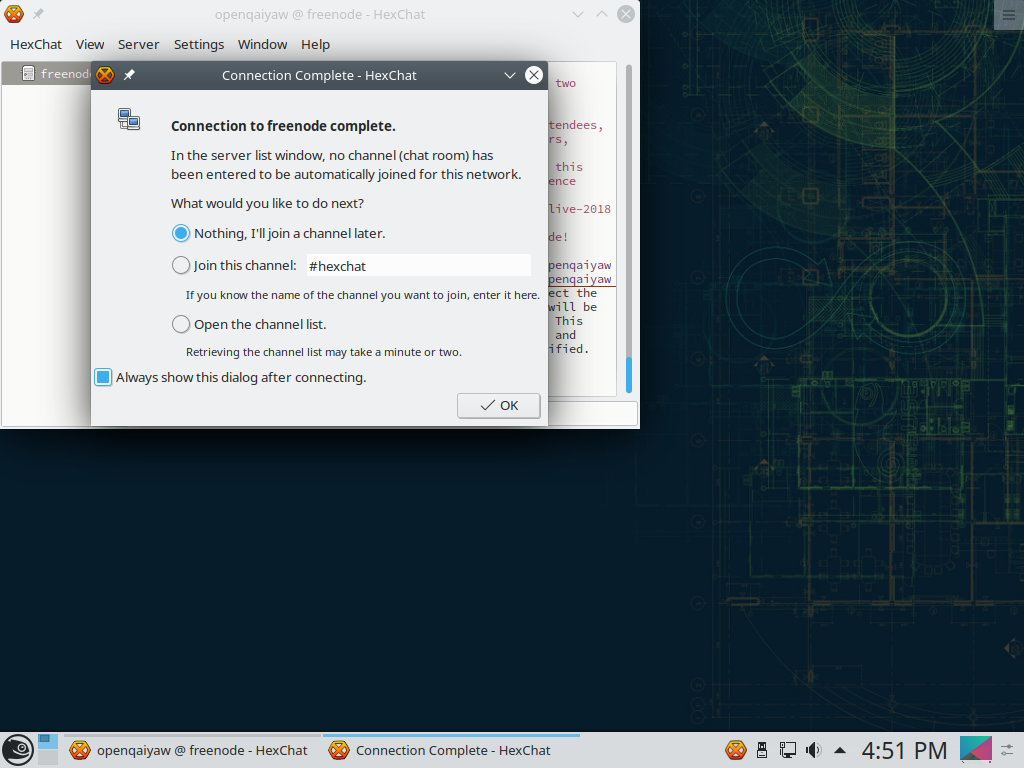 openqaiyaw @ freenode - HexChat
HexChat View Server Settings Window Help
freenod
two
tendees,
rs,
this
ence
live-2018
de!
penqaiyaw
penqaiyaw
ect the
will be
This
and
ified.
Connection Complete - HexChat
Connection to freenode complete.
In the server list window, no channel (chat room) has
been entered to be automatically joined for this network.
What would you like to do next?
Nothing, I'll join a channel later.
Join this channel: #hexchat
If you know the name of the channel you want to join, enter it here.
Open the channel list.
Retrieving the channel list may take a minute or two.
Always show this dialog after connecting.
OK
openqaiyaw @ freenode - HexChat
Connection Complete - HexChat
4:51 PM